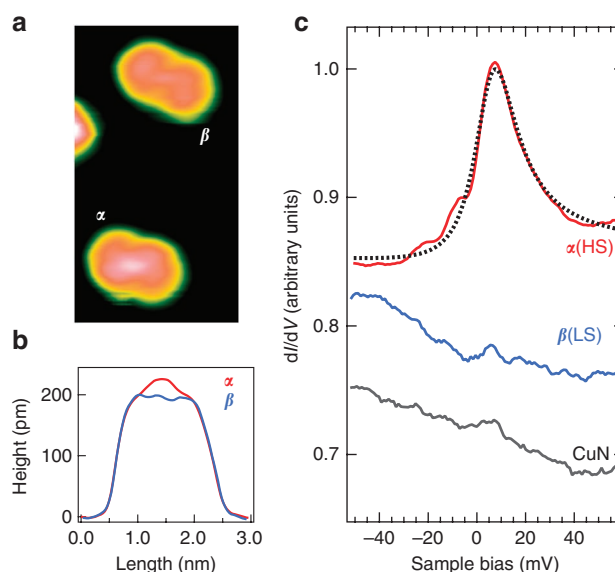 a
β
α
b
α
β
200
100
0
Height (pm)
0.0 1.0 2.0 3.0
Length (nm)
c
1.0
0.9
0.8
0.7
dI/dV (arbitrary units)
α(HS)
β(LS)
CuN
−40 −20 0 20 40
Sample bias (mV)